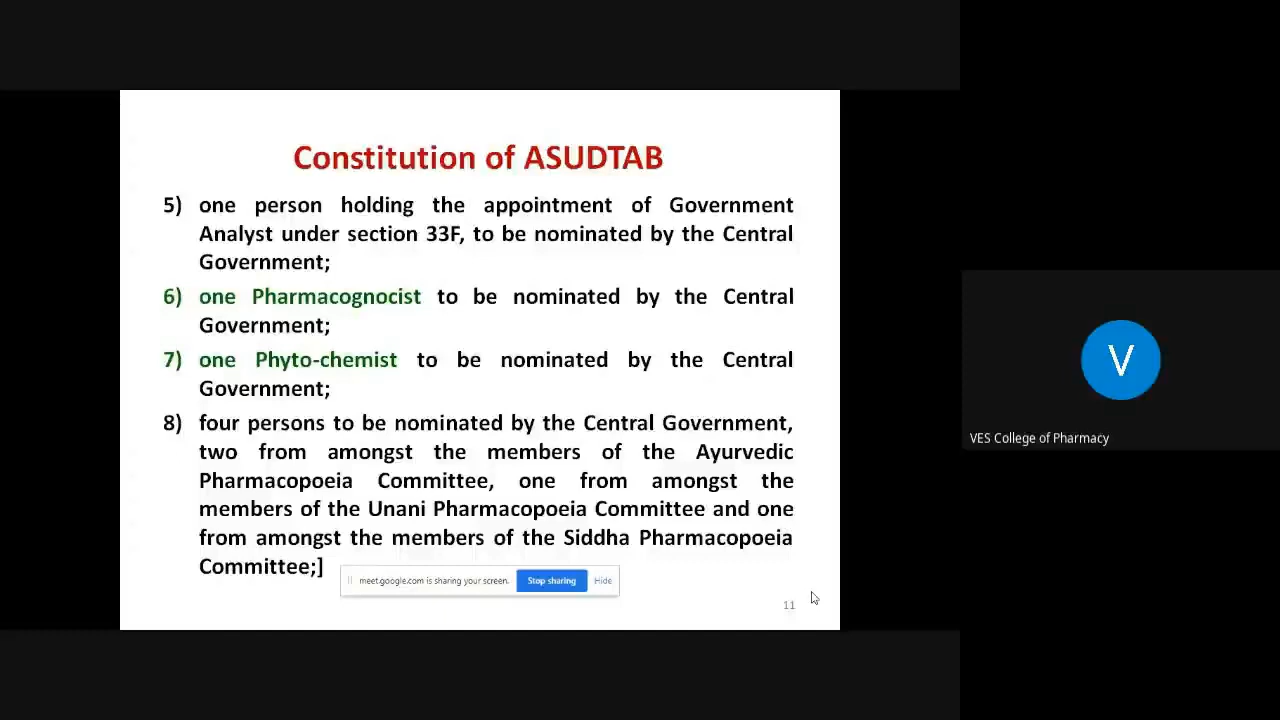 Constitution of ASUDTAB
5) one person holding the appointment of Government
Analyst under section 33F, to be nominated by the Central
Government;
6) one Pharmacognocist to be nominated by the Central
Government;
7) one Phyto-chemist to be nominated by the Central
Government;
8) four persons to be nominated by the Central Government,
two from amongst the members of the Ayurvedic
Pharmacopoeia Committee, one from amongst the
members of the Unani Pharmacopoeia Committee and one
from amongst the members of the Siddha Pharmacopoeia
Committee;]
meet.google.com is sharing your screen. Stop sharing Hide
11
V
VES College of Pharmacy